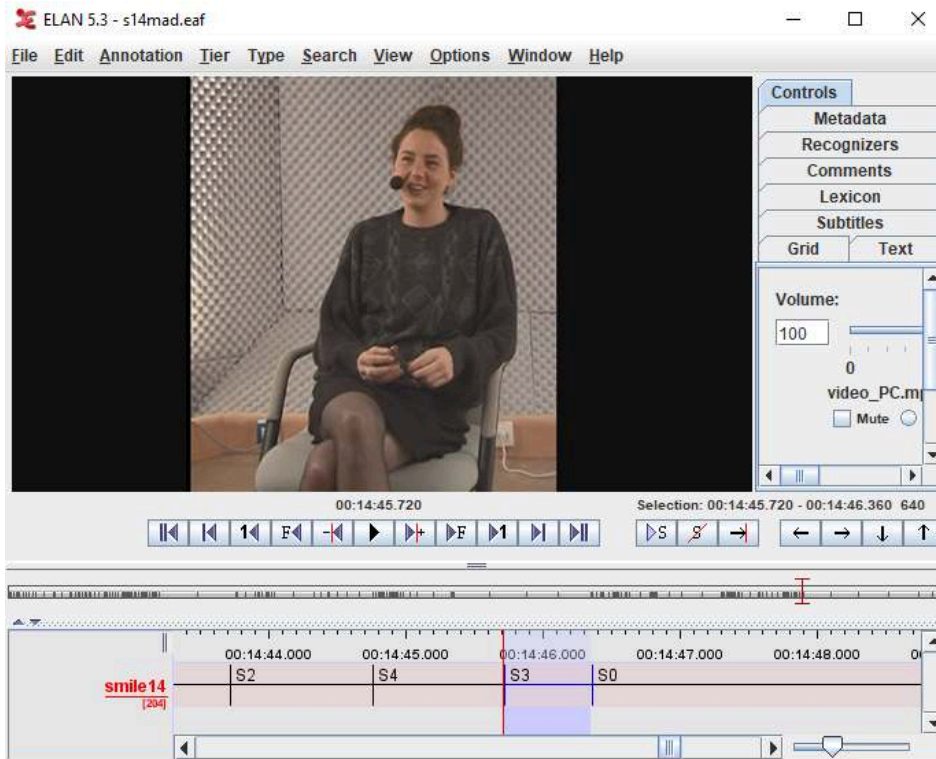 ELAN 5.3 - s14mad.eaf
File Edit Annotation Tier Type Search View Options Window Help
Controls
Metadata
Recognizers
Comments
Lexicon
Subtitles
Grid Text
Volume:
100
0
video_PC.mp
Mute
00:14:45.720
Selection: 00:14:45.720 - 00:14:46.360 640
1 F - + F 1 S S
00:14:44.000 00:14:45.000 00:14:46.000 00:14:47.000 00:14:48.000 0
S2 S4 S3 S0
smile14
[204]